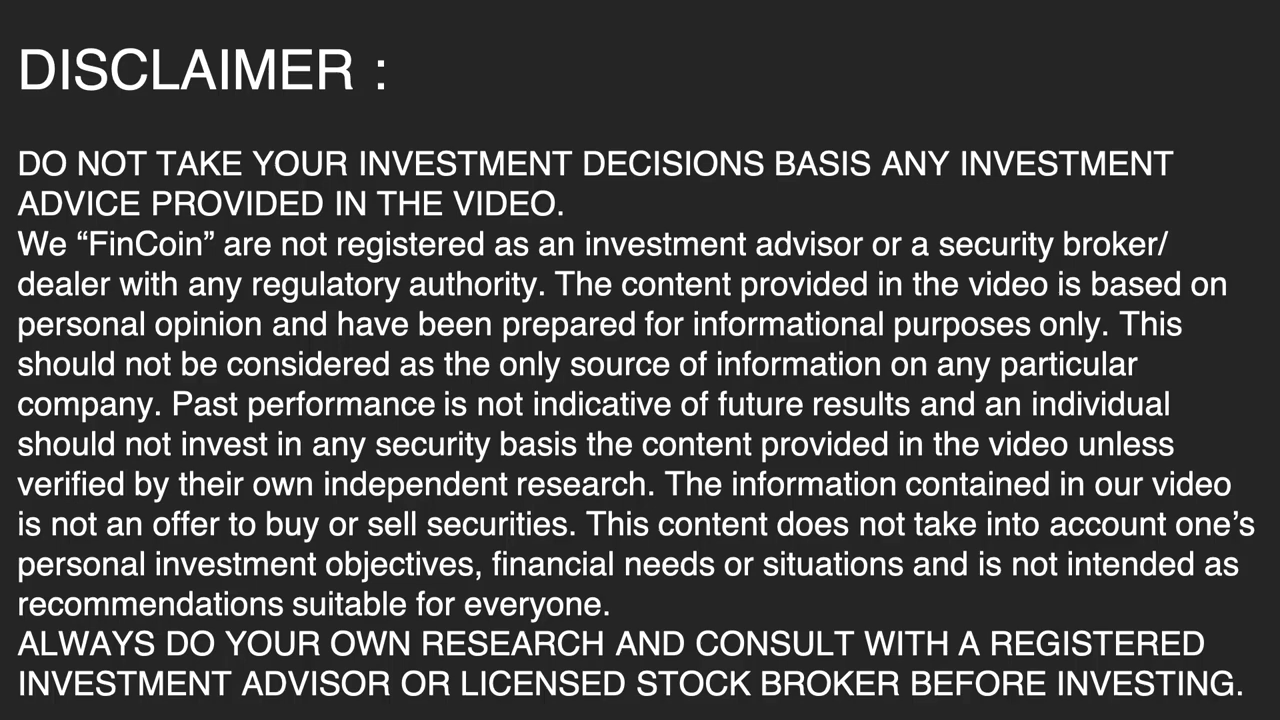 DISCLAIMER :
DO NOT TAKE YOUR INVESTMENT DECISIONS BASIS ANY INVESTMENT
ADVICE PROVIDED IN THE VIDEO.
We “FinCoin” are not registered as an investment advisor or a security broker/
dealer with any regulatory authority. The content provided in the video is based on
personal opinion and have been prepared for informational purposes only. This
should not be considered as the only source of information on any particular
company. Past performance is not indicative of future results and an individual
should not invest in any security basis the content provided in the video unless
verified by their own independent research. The information contained in our video
is not an offer to buy or sell securities. This content does not take into account one’s
personal investment objectives, financial needs or situations and is not intended as
recommendations suitable for everyone.
ALWAYS DO YOUR OWN RESEARCH AND CONSULT WITH A REGISTERED
INVESTMENT ADVISOR OR LICENSED STOCK BROKER BEFORE INVESTING.